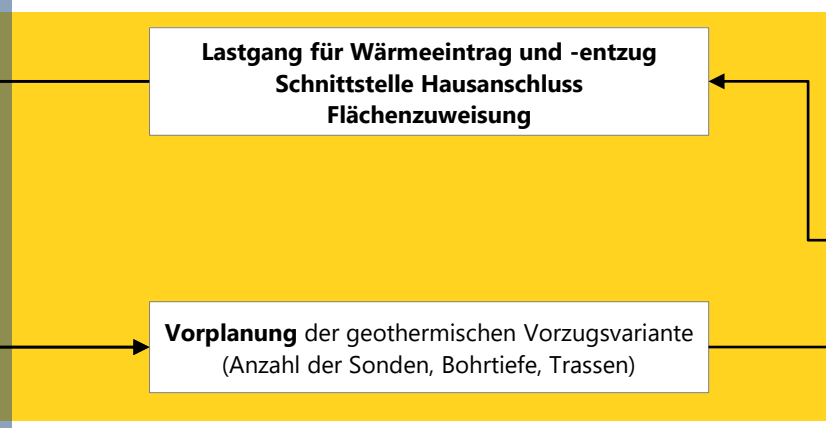 Lastgang für Wärmeeintrag und -entzug
Schnittstelle Hausanschluss
Flächenzuweisung
Vorplanung der geothermischen Vorzugsvariante
(Anzahl der Sonden, Bohrtiefe, Trassen)